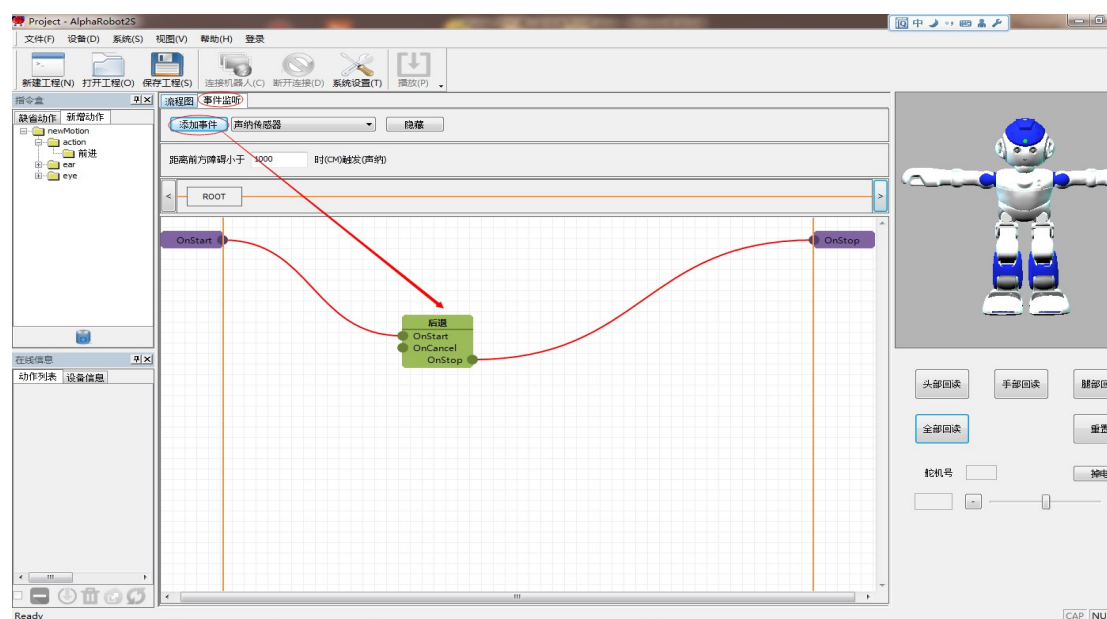 Project - AlphaRobot2S
中
文件(F) 设备(D) 系统(S) 视图(V) 帮助(H) 登录
新建工程(N) 打开工程(O) 保存工程(S) 连接机器人(C) 断开连接(D) 系统设置(T) 播放(P)
指令盒
流程图 事件监听
缺省动作 新增动作
newMotion
action
前进
ear
eye
添加事件 声纳传感器 隐藏
距离前方障碍小于 1000 时(CM)触发(声纳)
< ROOT >
OnStart
OnStop
后退
OnStart
OnCancel
OnStop
在线信息
动作列表 设备信息
头部回读 手部回读 腿部回
全部回读 重置
舵机号 掉电
-
Ready
CAP NU